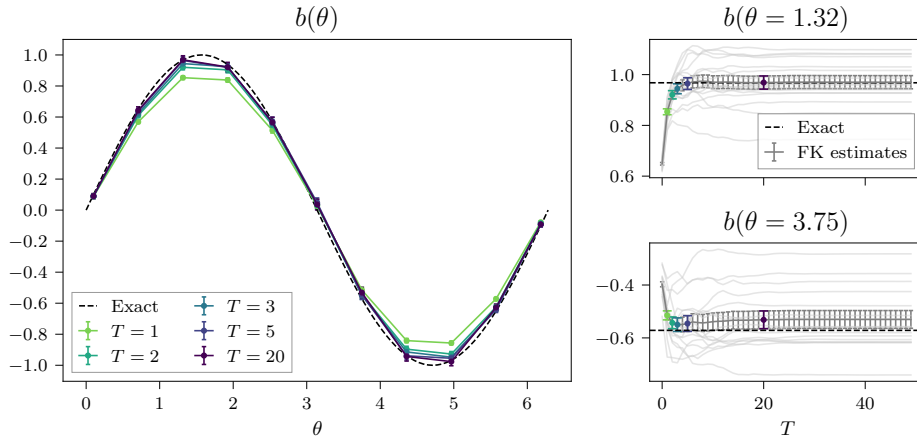 b(θ)
1.0
0.8
0.6
0.4
0.2
0.0
−0.2
−0.4
−0.6
−0.8
−1.0
Exact
T = 1
T = 2
T = 3
T = 5
T = 20
0 1 2 3 4 5 6
θ
b(θ = 1.32)
1.0
0.8
0.6
Exact
FK estimates
b(θ = 3.75)
−0.4
−0.6
0 20 40
T